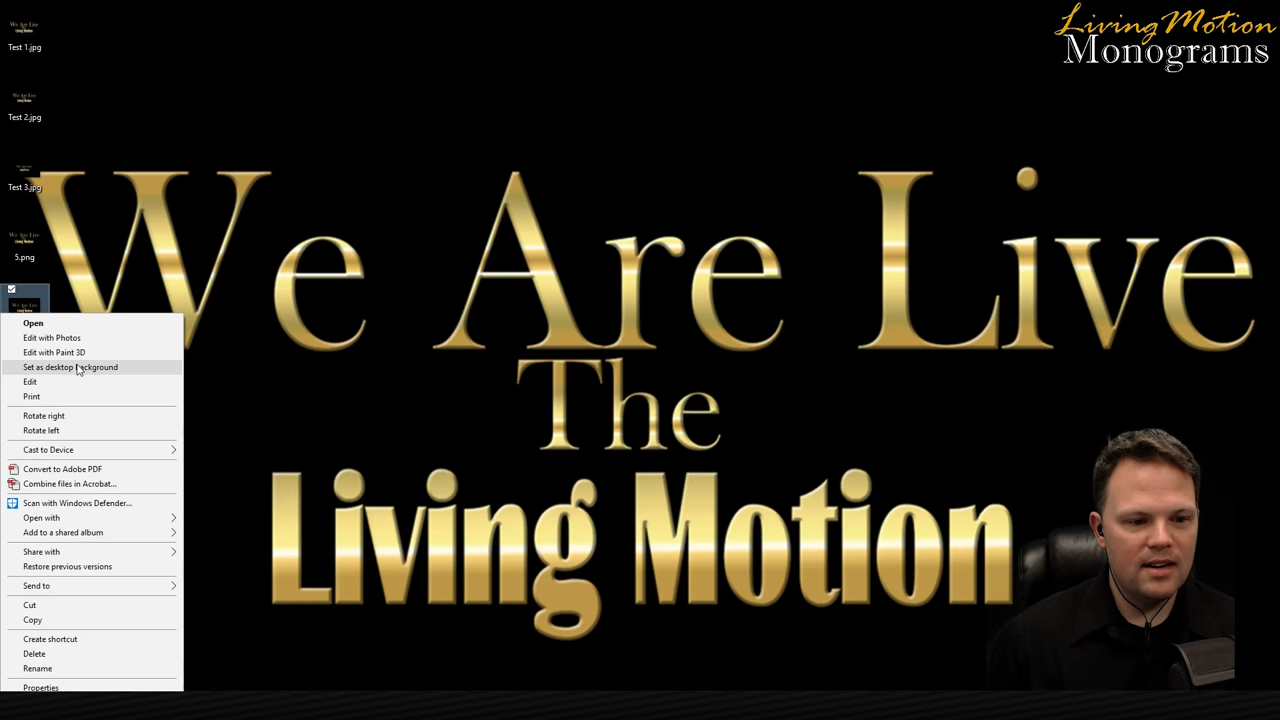 Living Motion
Monograms
Test 1.jpg
Test 2.jpg
Test 3.jpg
5.png
We Are Live
The
Living Motion
Open
Edit with Photos
Edit with Paint 3D
Set as desktop background
Edit
Print
Rotate right
Rotate left
Cast to Device
Convert to Adobe PDF
Combine files in Acrobat...
Scan with Windows Defender...
Open with
Add to a shared album
Share with
Restore previous versions
Send to
Cut
Copy
Create shortcut
Delete
Rename
Properties